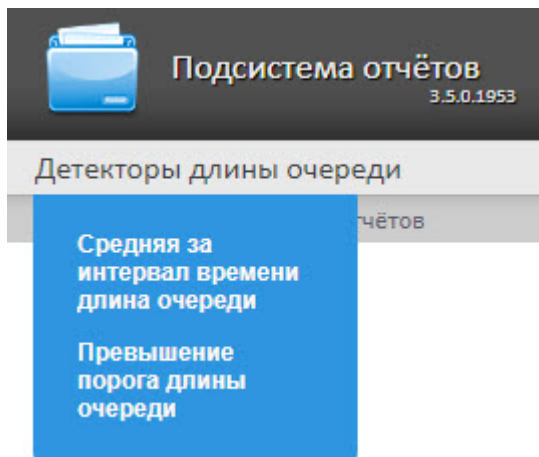 Подсистема отчётов
3.5.0.1953
Детекторы длины очереди
чётов
Средняя за
интервал времени
длина очереди
Превышение
порога длины
очереди